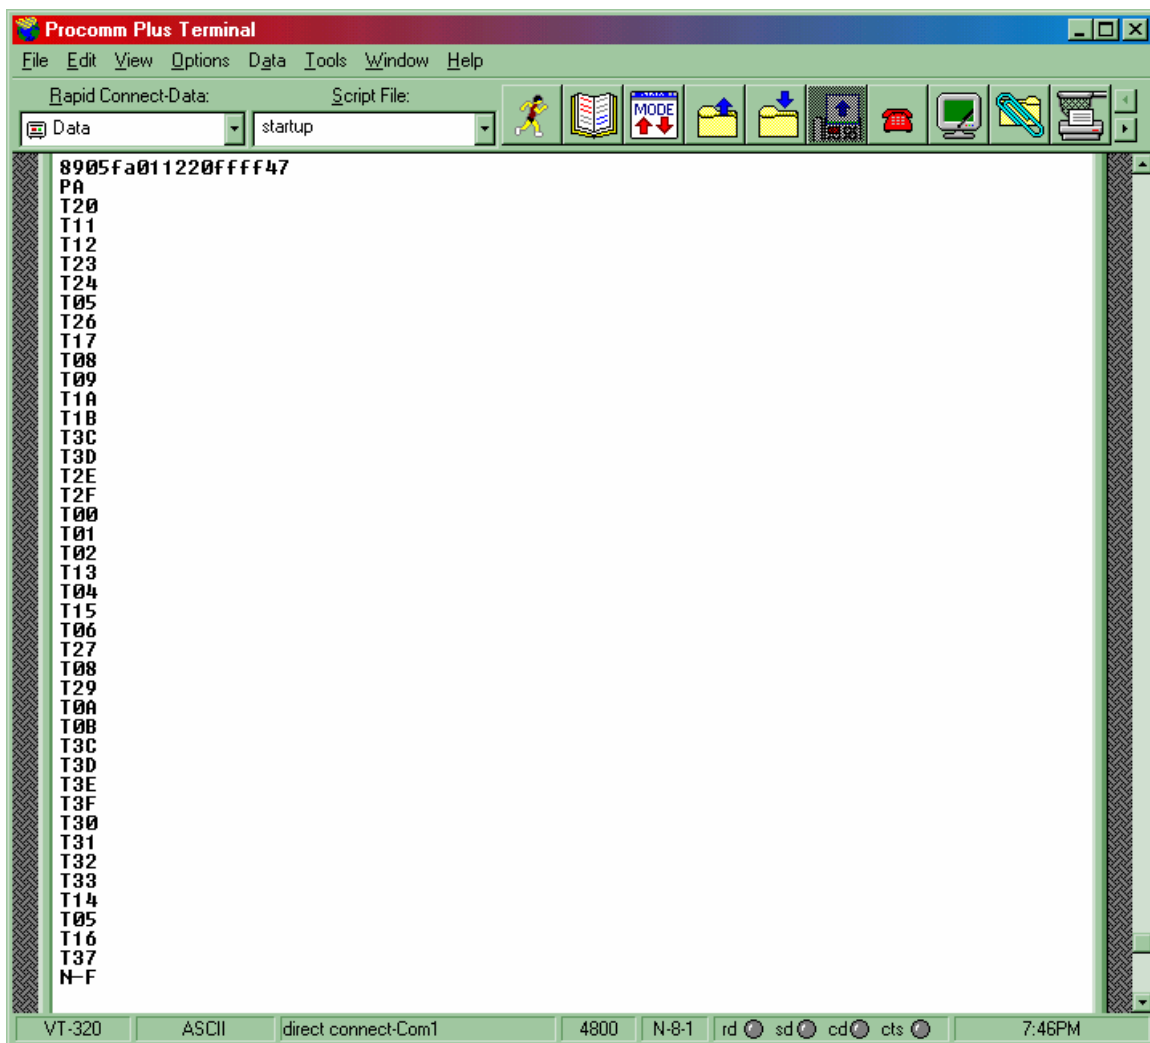 Procomm Plus Terminal
File Edit View Options Data Tools Window Help
Rapid Connect-Data: Script File:
Data startup MODE
8905fa011220ffff47
PA
T20
T11
T12
T23
T24
T05
T26
T17
T08
T09
T1A
T1B
T3C
T3D
T2E
T2F
T00
T01
T02
T13
T04
T15
T06
T27
T08
T29
T0A
T0B
T3C
T3D
T3E
T3F
T30
T31
T32
T33
T14
T05
T16
T37
N-F
VT-320 ASCII direct connect-Com1 4800 N-8-1 rd sd cd cts 7:46PM